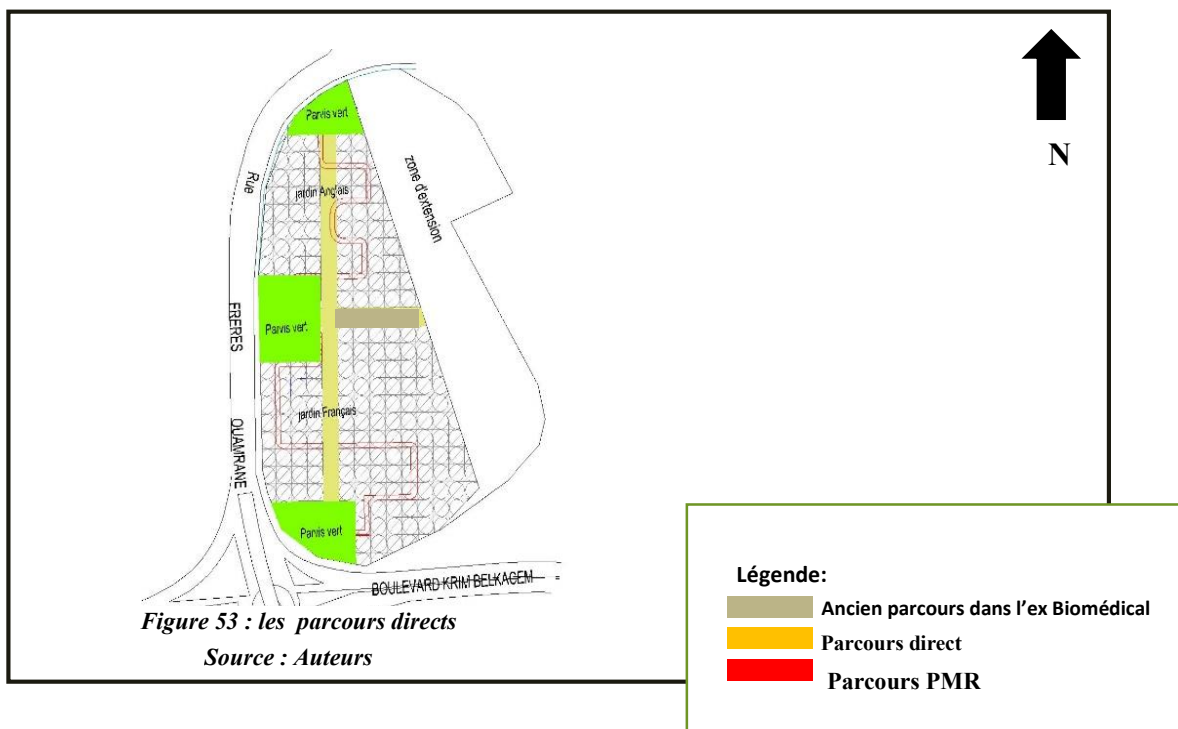 N
Parvis vert
Rue
jardin Anglais
zone d'extension
FRERES
Parvis vert
jardin Français
OUAMRANE
Parvis vert
BOULEVARD KRIM BELKACEM
Figure 53 : les parcours directs
Source : Auteurs
Légende:
Ancien parcours dans l’ex Biomédical
Parcours direct
Parcours PMR